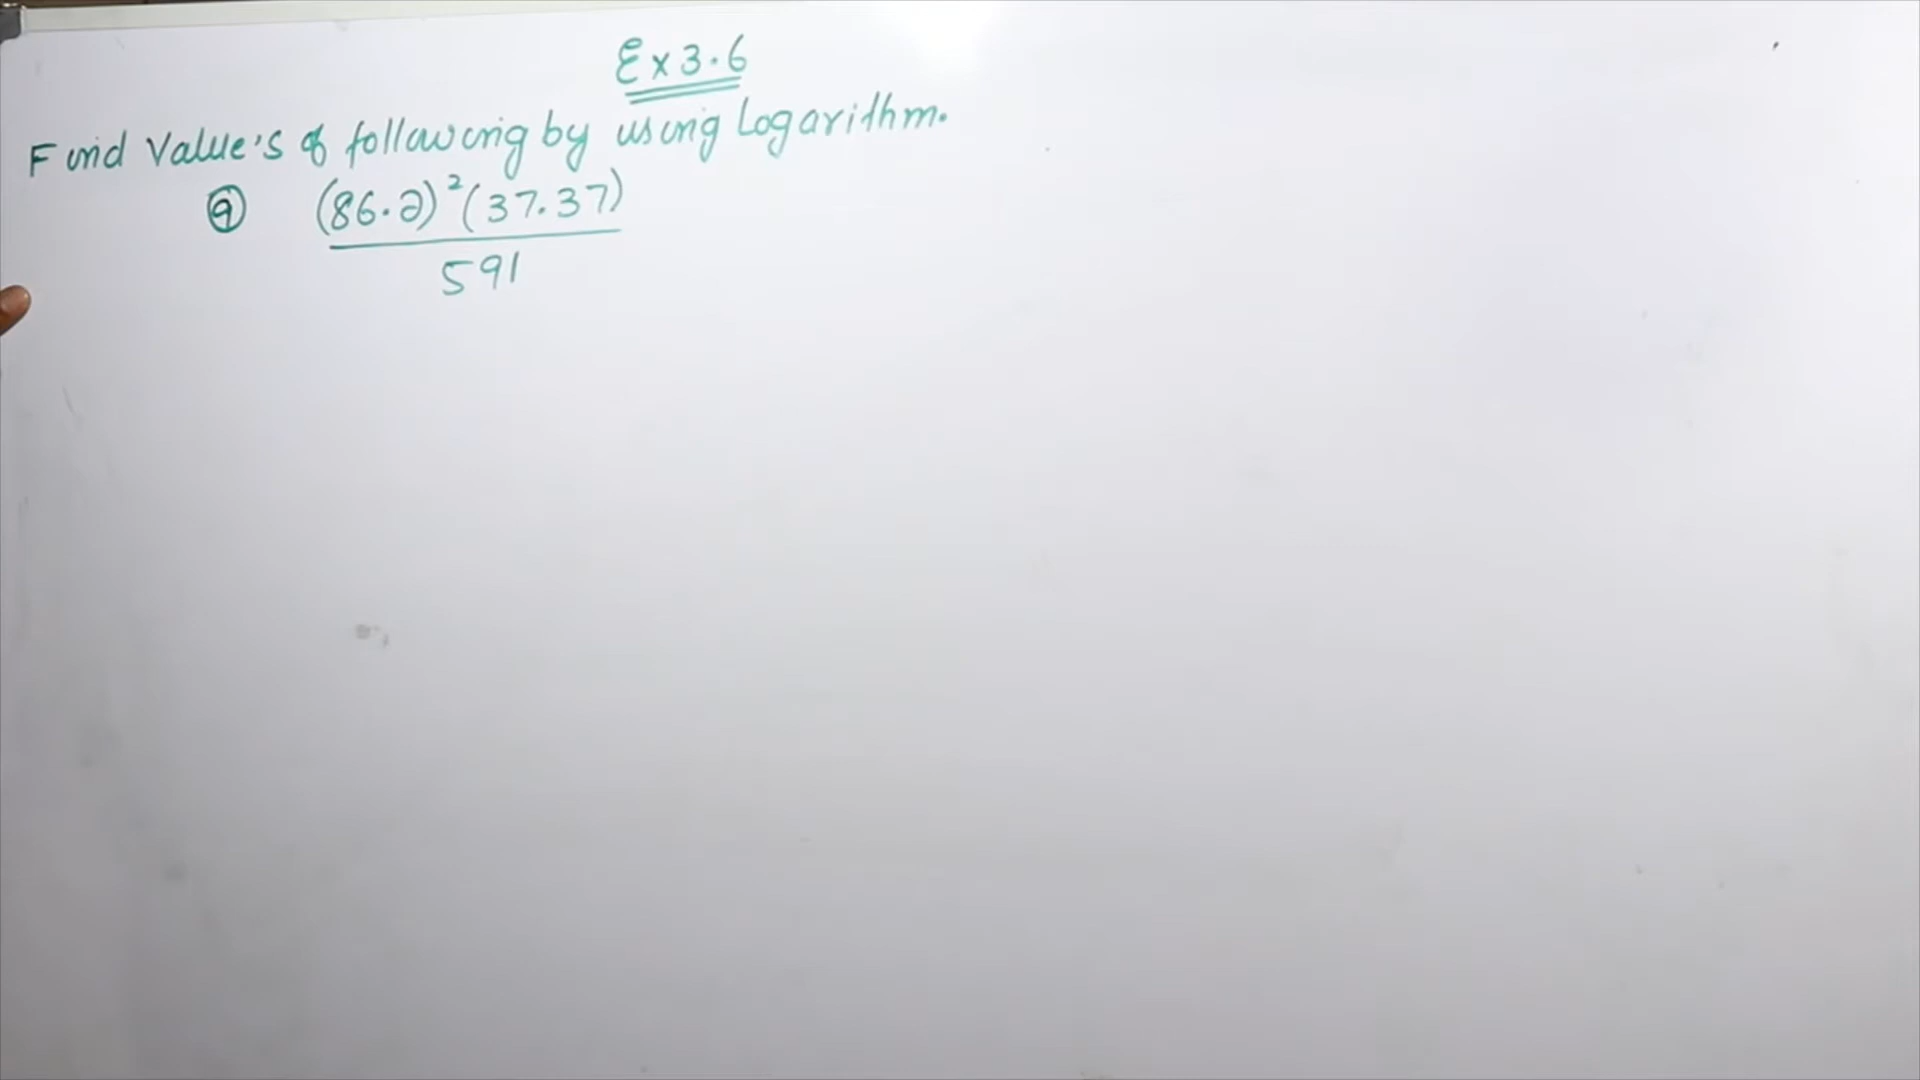 Ex 3.6
Find Value's of following by using Logarithm.
⑨ (86.2)²(37.37)
591